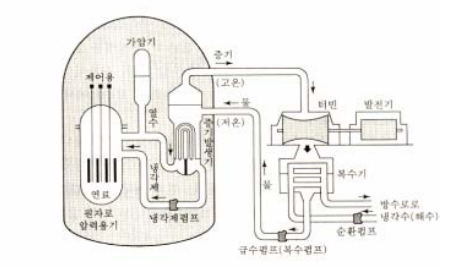 가압기
증기
제어용
(고온)
물
터빈
발전기
열수
(저온)
증기발생기
냉각제
물
복수기
연료
원자로
압력용기
냉각제펌프
방수로로
냉각수(해수)
순환펌프
급수펌프(복수펌프)